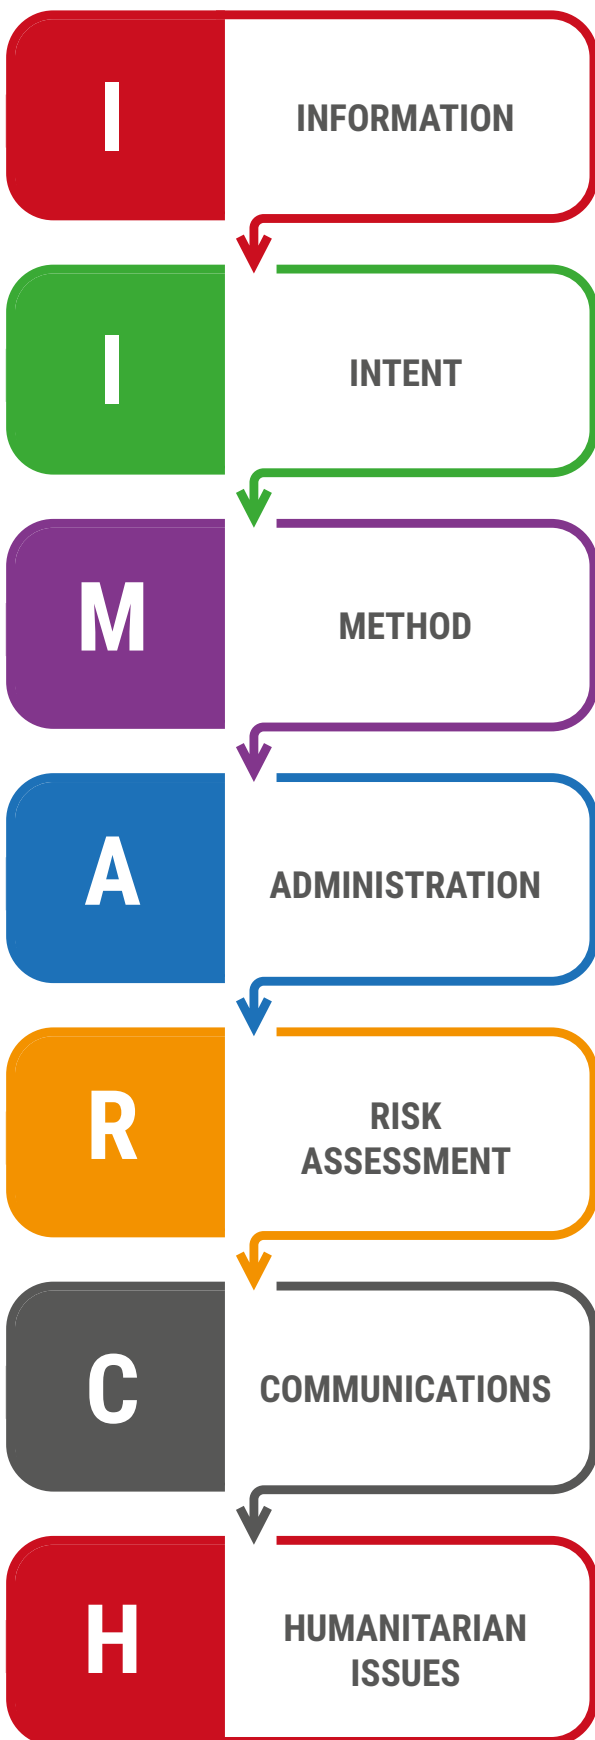 I
INFORMATION
I
INTENT
M
METHOD
A
ADMINISTRATION
R
RISK
ASSESSMENT
C
COMMUNICATIONS
H
HUMANITARIAN
ISSUES